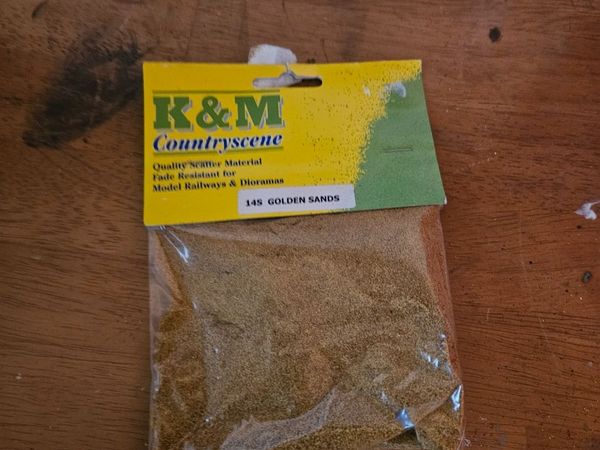 K&M
Countryscene
Quality Scatter Material
Fade Resistant for
Model Railways & Dioramas
14S GOLDEN SANDS